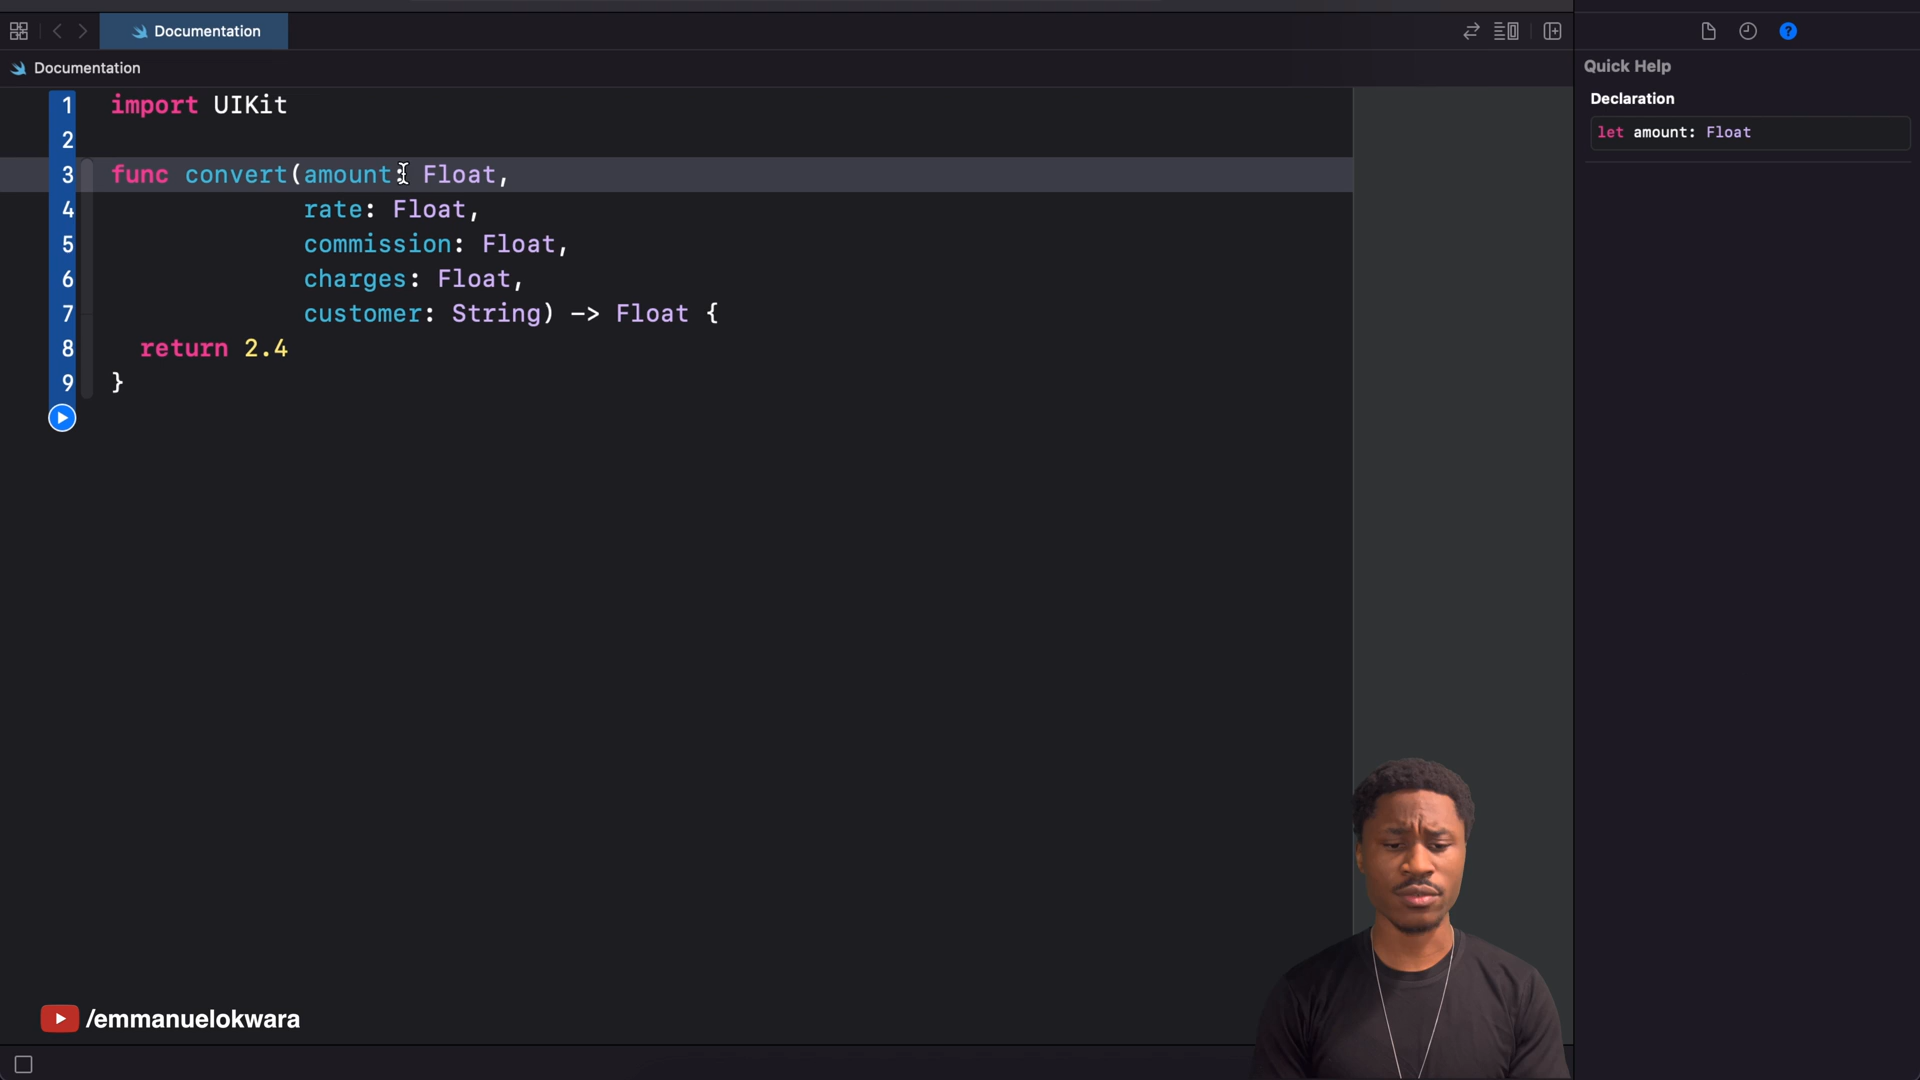 Documentation
Quick Help
Documentation
Declaration
let amount: Float
1 import UIKit
2
3 func convert(amount: Float,
4 rate: Float,
5 commission: Float,
6 charges: Float,
7 customer: String) -> Float {
8 return 2.4
9 }
/emmanuelokwara